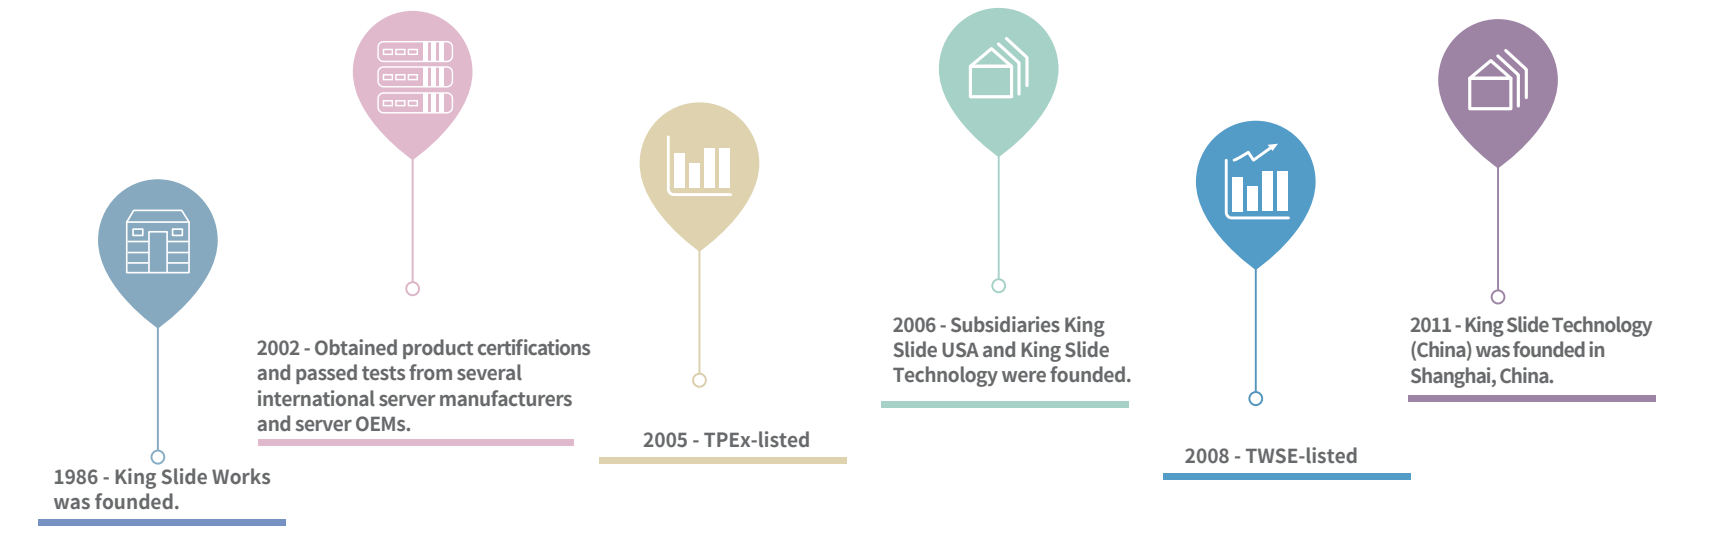 1986 - King Slide Works
was founded.
2002 - Obtained product certifications
and passed tests from several
international server manufacturers
and server OEMs.
2005 - TPEx-listed
2006 - Subsidiaries King
Slide USA and King Slide
Technology were founded.
2008 - TWSE-listed
2011 - King Slide Technology
(China) was founded in
Shanghai, China.